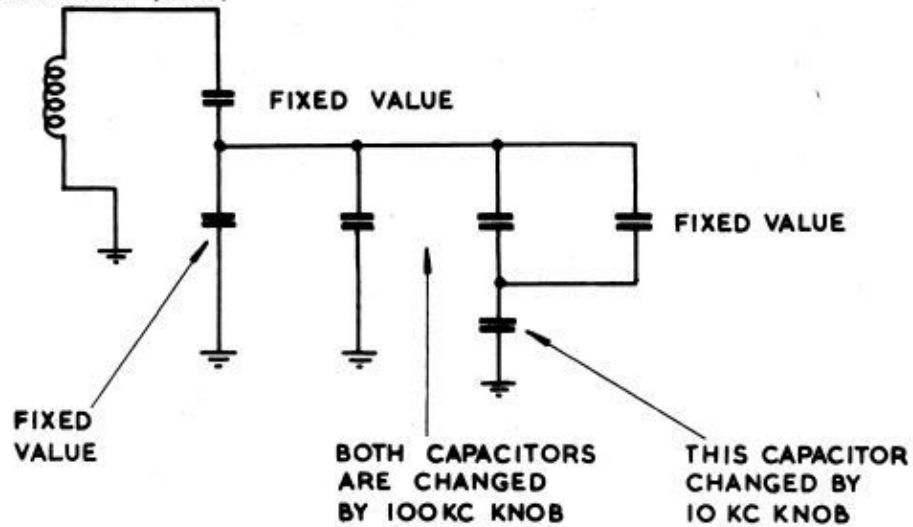 FIXED VALUE
FIXED VALUE
FIXED
VALUE
BOTH CAPACITORS
ARE CHANGED
BY 100KC KNOB
THIS CAPACITOR
CHANGED BY
10 KC KNOB